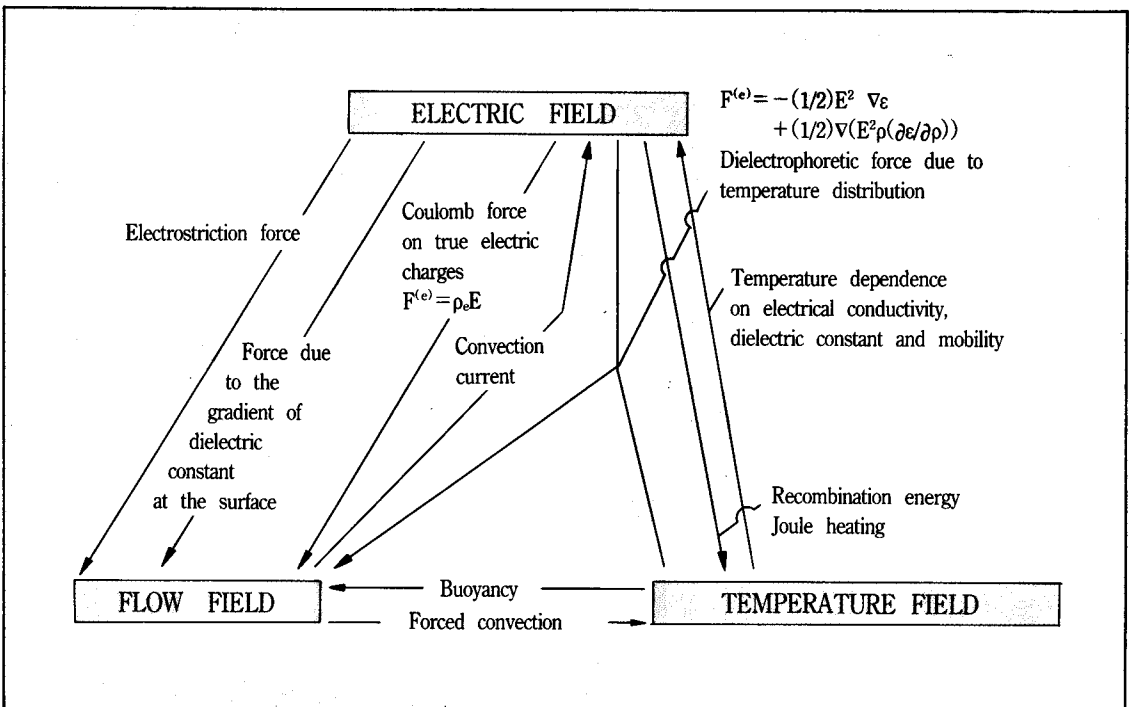 ELECTRIC FIELD
F⁽ᵉ⁾=−(1/2)E² ∇ε
+(1/2)∇(E²ρ(∂ε/∂ρ))
Dielectrophoretic force due to
temperature distribution
Electrostriction force
Coulomb force
on true electric
charges
F⁽ᵉ⁾=ρₑE
Temperature dependence
on electrical conductivity,
dielectric constant and mobility
Force due
to the
gradient of
dielectric
constant
at the surface
Convection
current
Recombination energy
Joule heating
FLOW FIELD
Buoyancy
Forced convection
TEMPERATURE FIELD